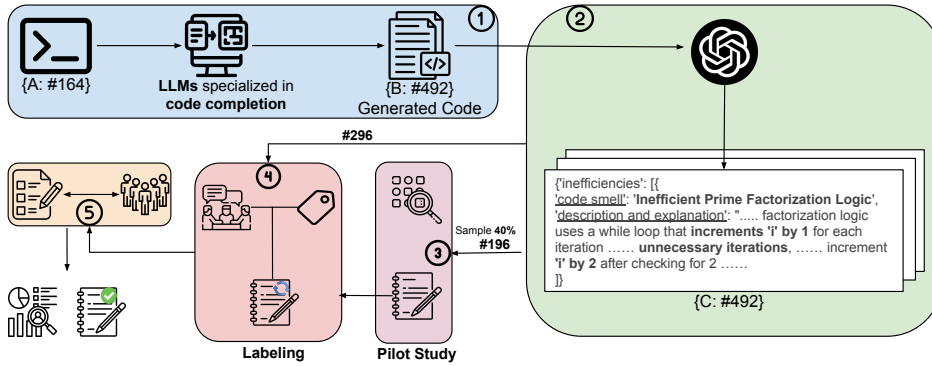 1
2
{A: #164}
LLMs specialized in
code completion
{B: #492}
Generated Code
#296
4
{'inefficiencies': [{
'code smell': 'Inefficient Prime Factorization Logic',
'description and explanation': "..... factorization logic
uses a while loop that increments 'i' by 1 for each
iteration ...... unnecessary iterations, ...... increment
'i' by 2 after checking for 2 ......
]}
{C: #492}
5
Sample 40%
#196
3
Labeling
Pilot Study